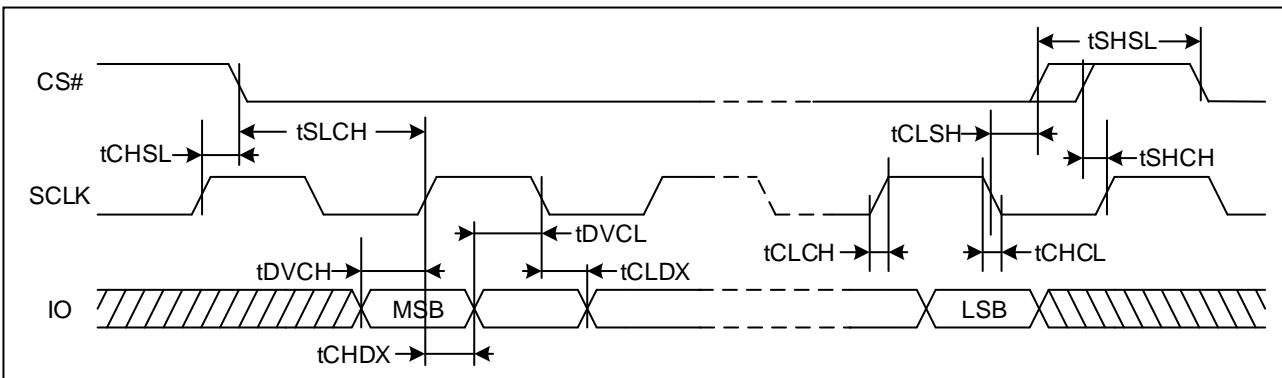 tSHSL
CS#
tSLCH
tCLSH
tCHSL
tSHCH
SCLK
tDVCL
tCLCH
tCHCL
tDVCH
tCLDX
IO
MSB
LSB
tCHDX